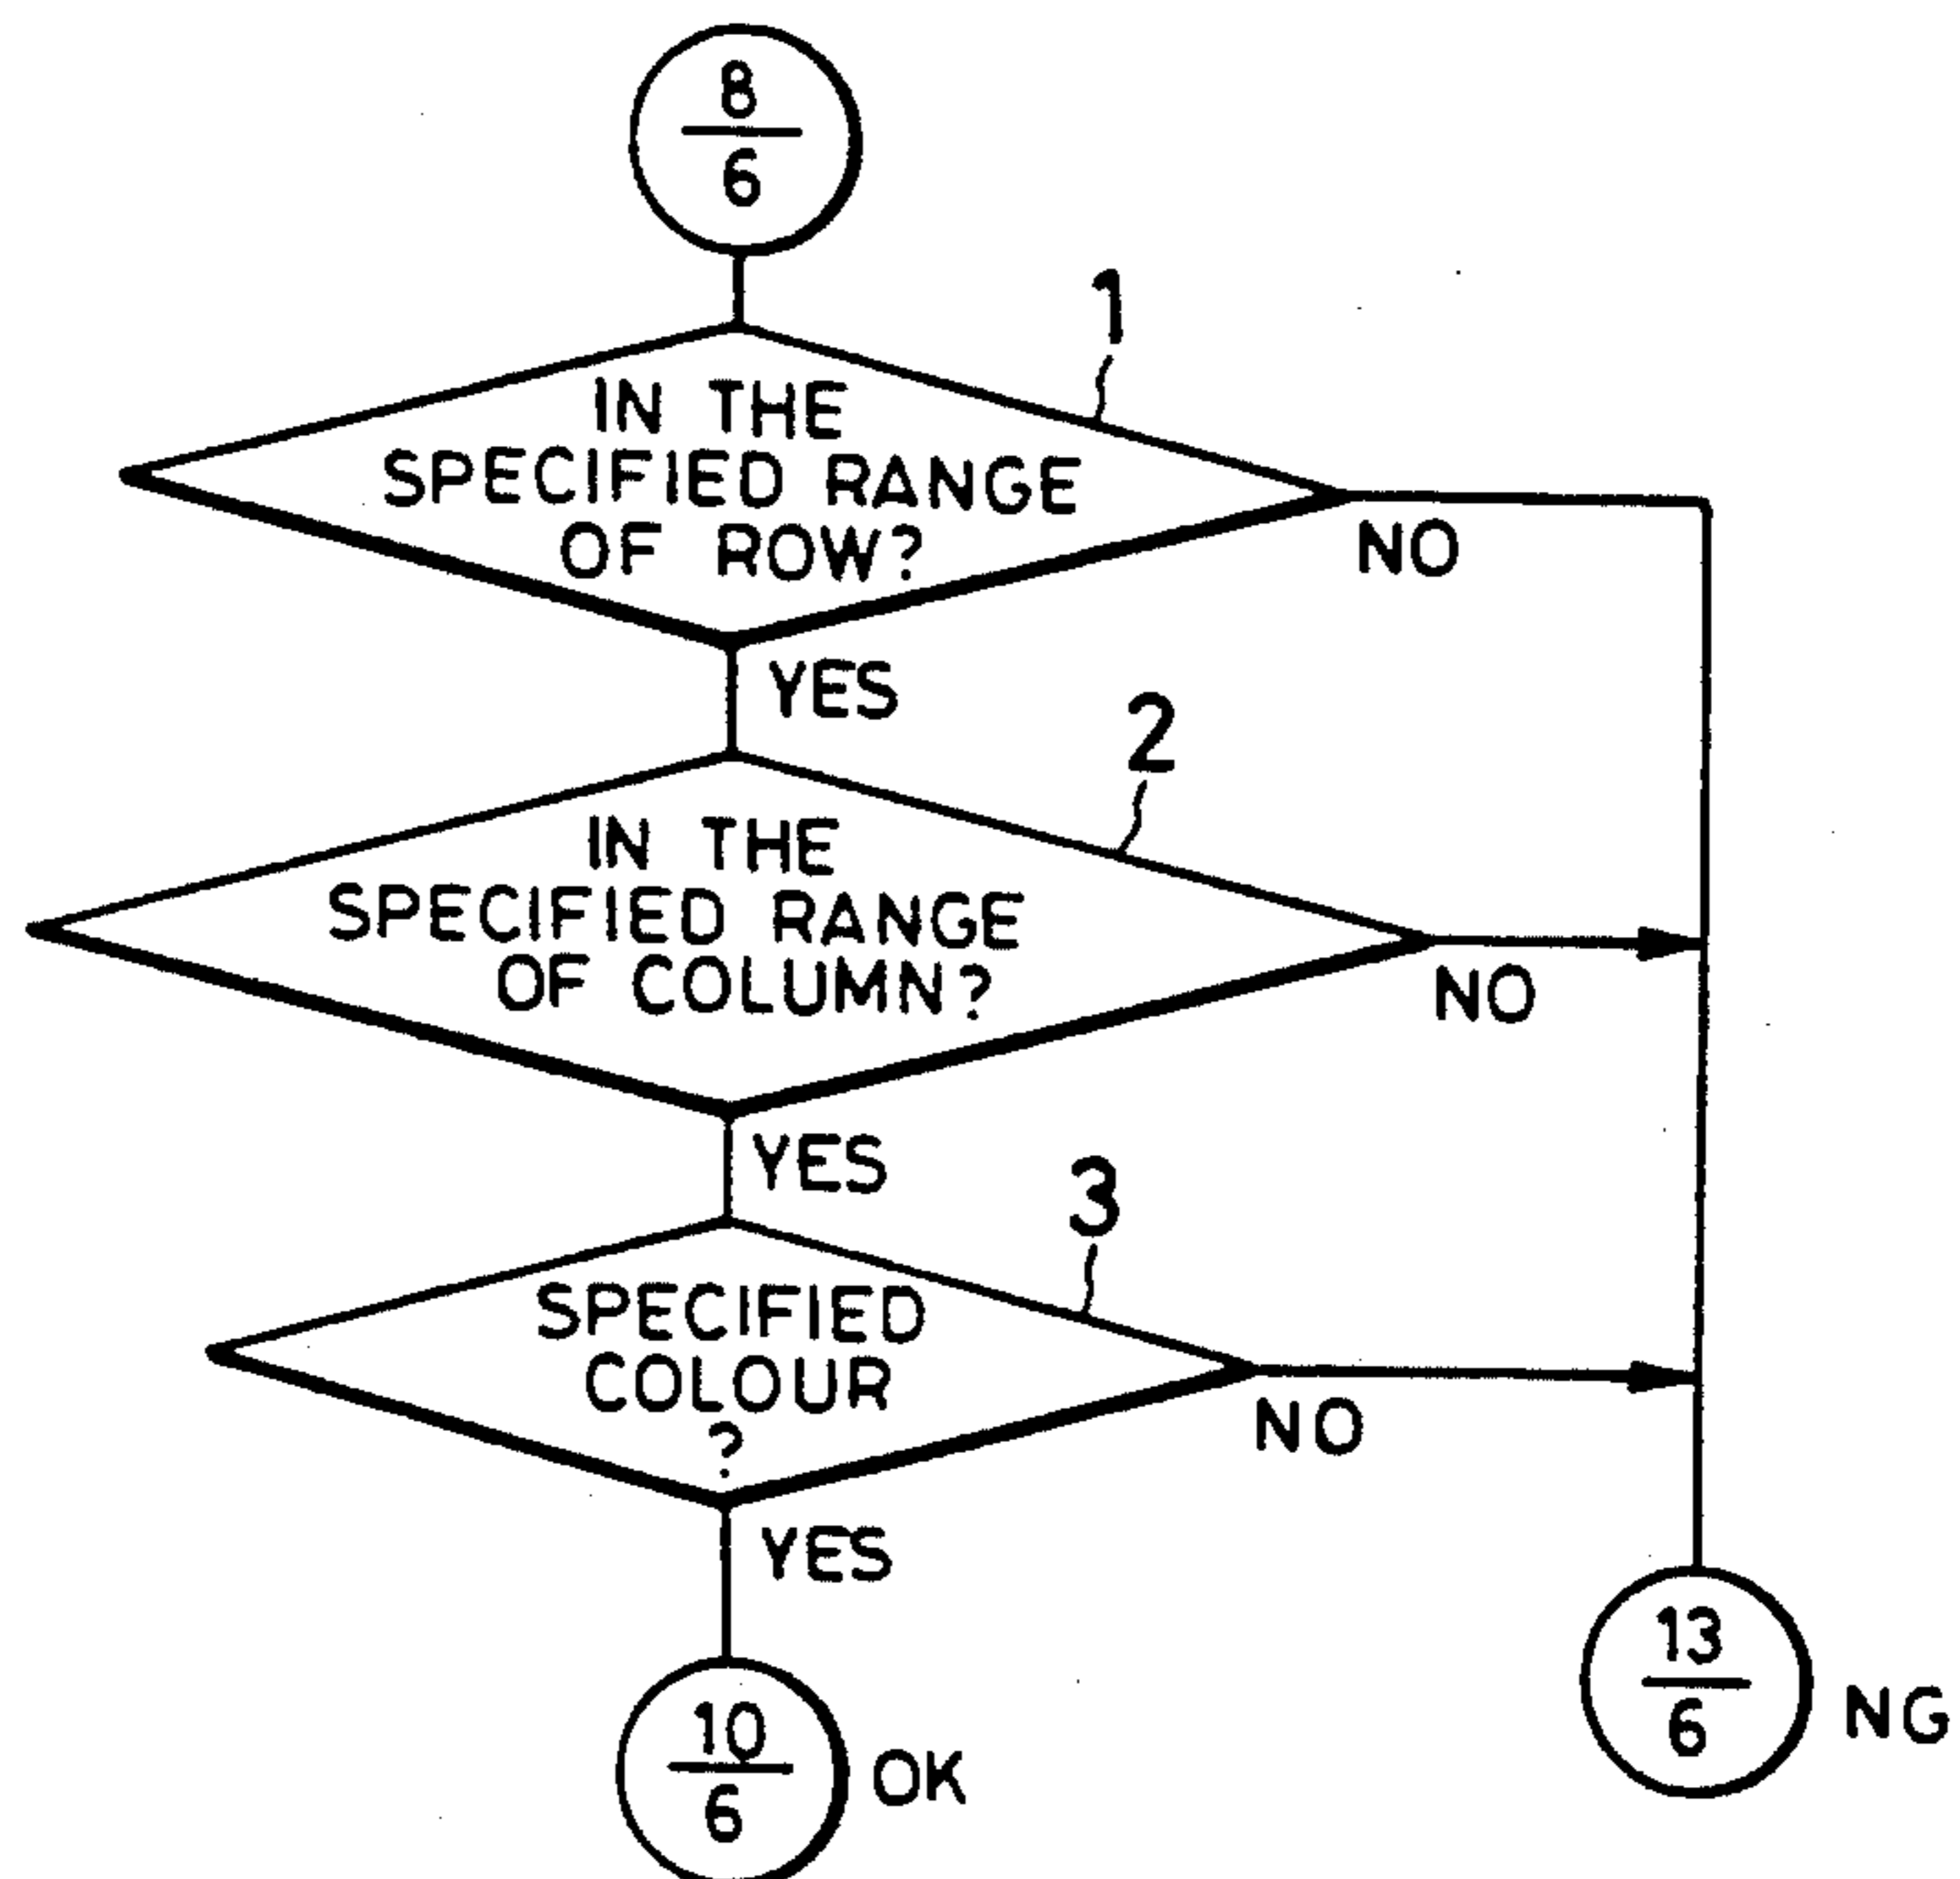 8
6
1
IN THE
SPECIFIED RANGE
OF ROW?
NO
YES
2
IN THE
SPECIFIED RANGE
OF COLUMN?
NO
YES
3
SPECIFIED
COLOUR
?
NO
YES
13
6
NG
10
6
OK